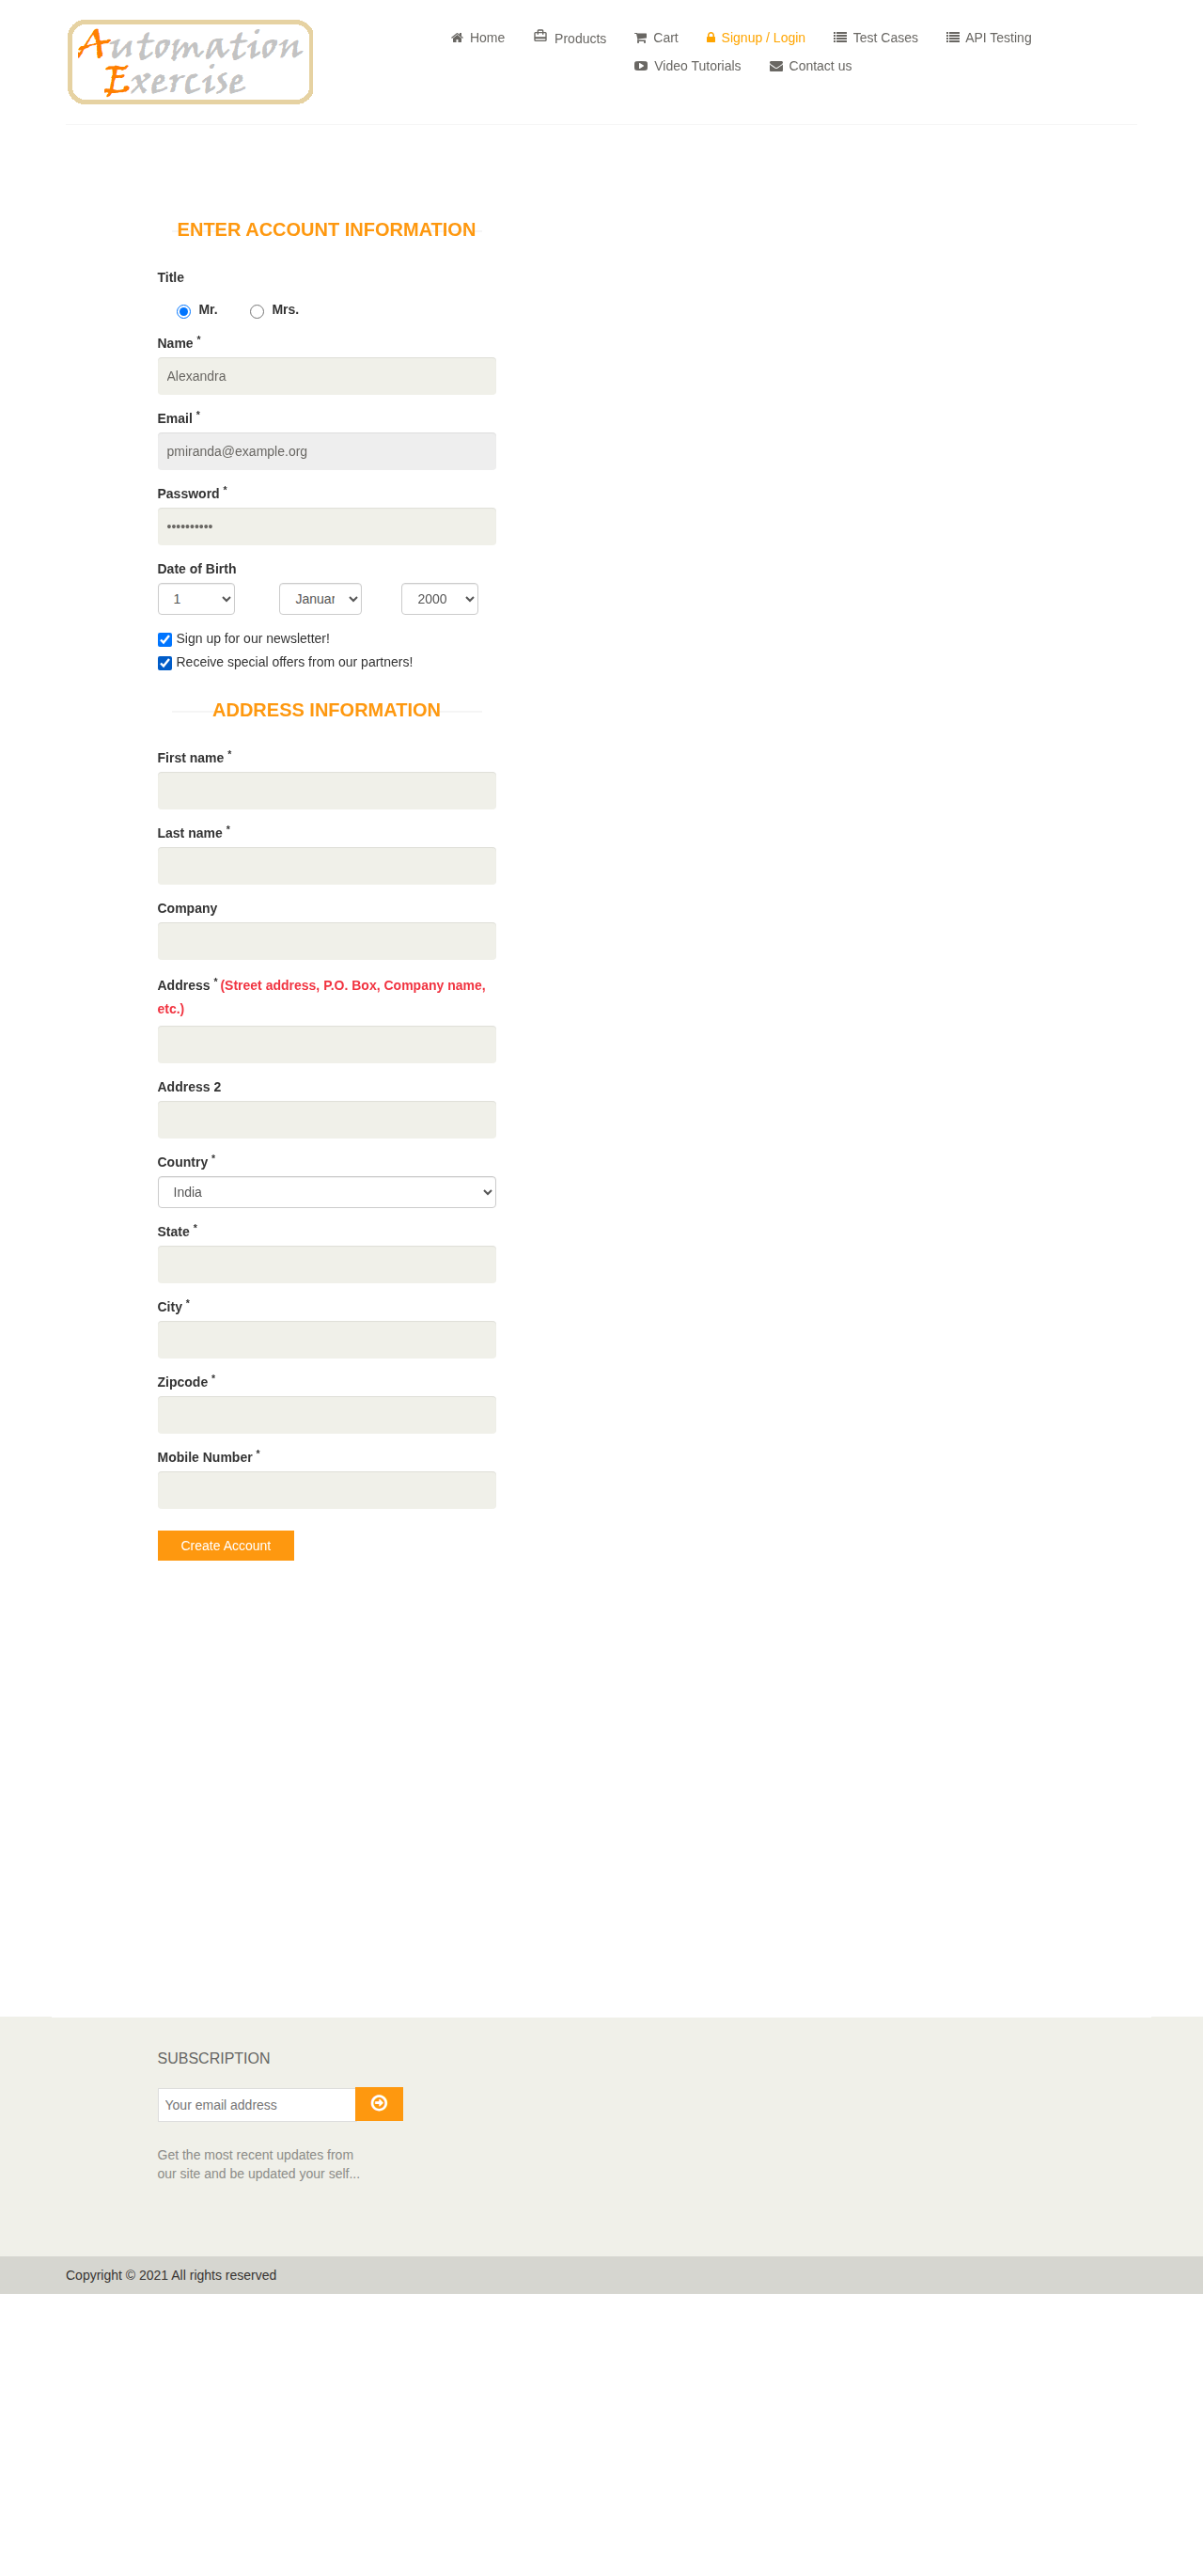 Automation
Exercise
Home Products Cart Signup / Login Test Cases API Testing
Video Tutorials Contact us
ENTER ACCOUNT INFORMATION
Title
Mr. Mrs.
Name *
Alexandra
Email *
pmiranda@example.org
Password *
••••••••••
Date of Birth
1 Januar 2000
Sign up for our newsletter!
Receive special offers from our partners!
ADDRESS INFORMATION
First name *
Last name *
Company
Address * (Street address, P.O. Box, Company name,
etc.)
Address 2
Country *
India
State *
City *
Zipcode *
Mobile Number *
Create Account
SUBSCRIPTION
Your email address
Get the most recent updates from
our site and be updated your self...
Copyright © 2021 All rights reserved